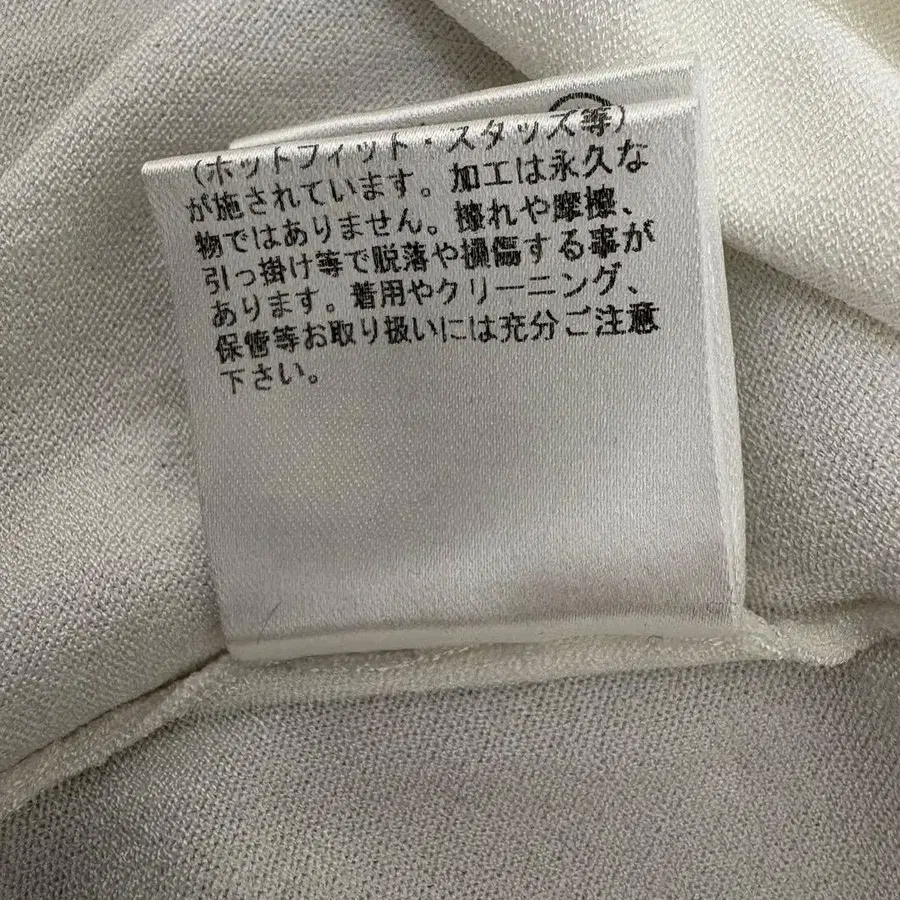 (ホットフィット・スタッズ等)
が施されています。加工は永久な
物ではありません。擦れや摩擦、
引っ掛け等で脱落や損傷する事が
あります。着用やクリーニング、
保管等お取り扱いには充分ご注意
下さい。